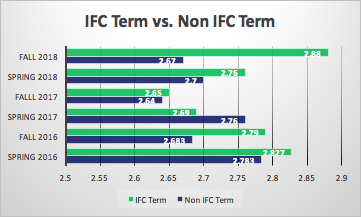 IFC Term vs. Non IFC Term
FALL 2018
2.88
2.67
SPRING 2018
2.76
2.7
FALLL 2017
2.65
2.64
SPRING 2017
2.69
2.76
FALL 2016
2.79
2.683
SPRING 2016
2.827
2.783
2.5 2.55 2.6 2.65 2.7 2.75 2.8 2.85 2.9
IFC Term Non IFC Term